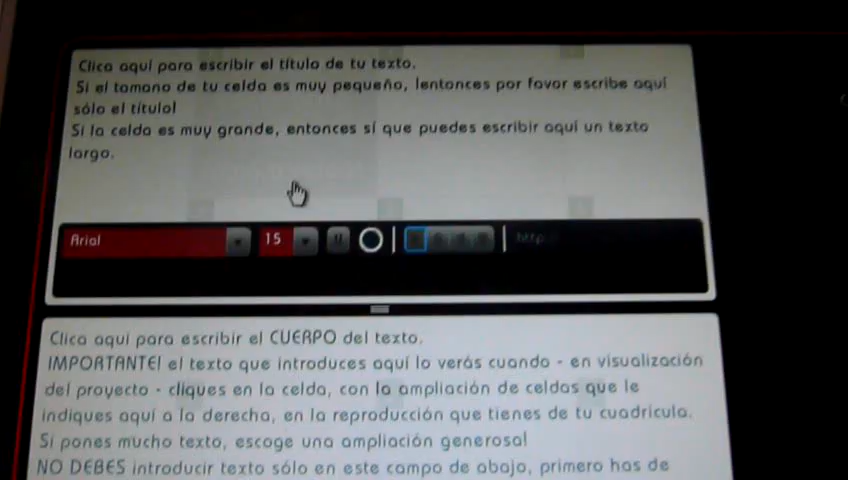 Clica aquí para escribir el título de tu texto.
Si el tamano de tu celda es muy pequeño, lentonces por favor escribe aquí
sólo el título!
Si la celda es muy grande, entonces sí que puedes escribir aquí un texto
largo.
Arial 15 U http
Clica aquí para escribir el CUERPO del texto.
IMPORTANTE! el texto que introduces aquí lo verás cuando - en visualización
del proyecto - cliques en la celda, con la ampliación de celdas que le
indiques aquí a la derecha, en la reproducción que tienes de tu cuadrícula.
Si pones mucho texto, escoge una ampliación generosa!
NO DEBES introducir texto sólo en este campo de abajo, primero has de